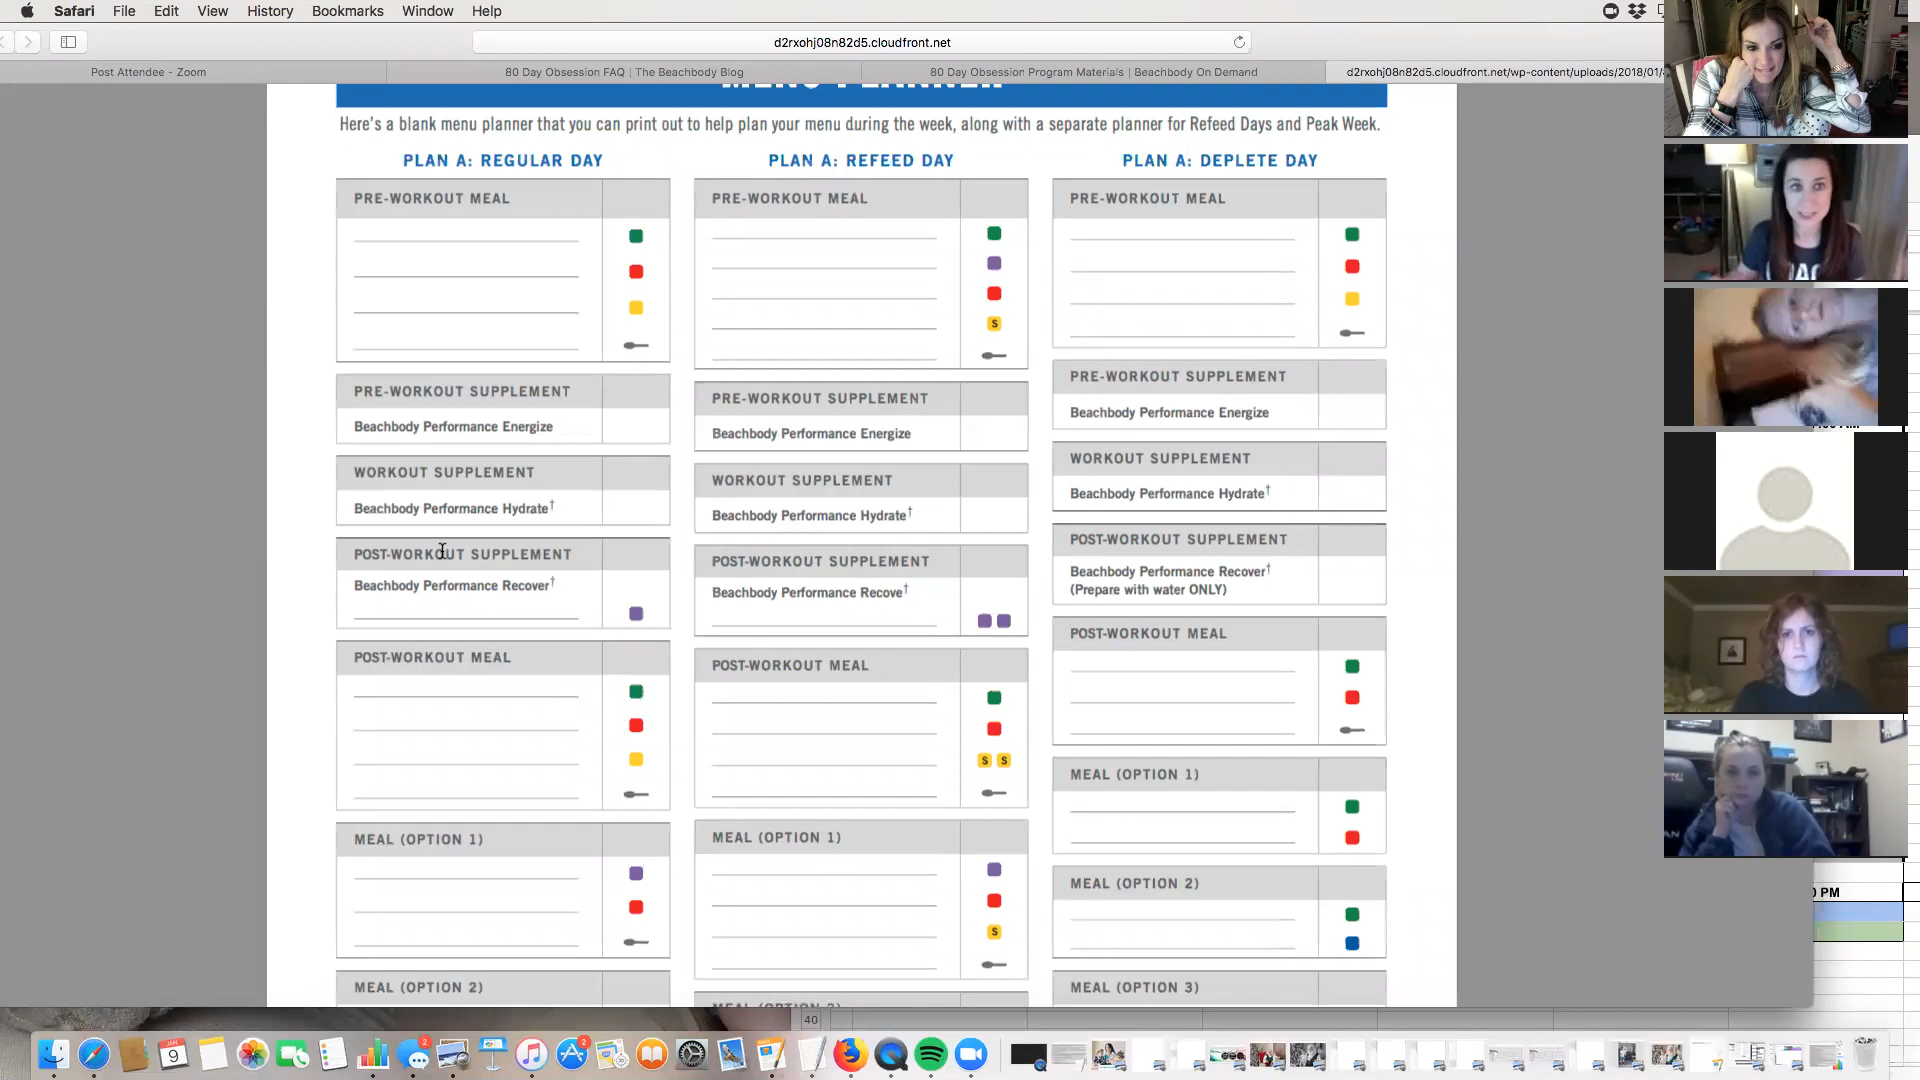 Safari File Edit View History Bookmarks Window Help
d2rxohj08n82d5.cloudfront.net
Post Attendee - Zoom
80 Day Obsession FAQ | The Beachbody Blog
80 Day Obsession Program Materials | Beachbody On Demand
d2rxohj08n82d5.cloudfront.net/wp-content/uploads/2018/01/
MENU PLANNER
Here's a blank menu planner that you can print out to help plan your menu during the week, along with a separate planner for Refeed Days and Peak Week.
PLAN A: REGULAR DAY
PRE-WORKOUT MEAL
PRE-WORKOUT SUPPLEMENT
Beachbody Performance Energize
WORKOUT SUPPLEMENT
Beachbody Performance Hydrate†
POST-WORKOUT SUPPLEMENT
Beachbody Performance Recover†
POST-WORKOUT MEAL
MEAL (OPTION 1)
MEAL (OPTION 2)
PLAN A: REFEED DAY
PRE-WORKOUT MEAL
S
PRE-WORKOUT SUPPLEMENT
Beachbody Performance Energize
WORKOUT SUPPLEMENT
Beachbody Performance Hydrate†
POST-WORKOUT SUPPLEMENT
Beachbody Performance Recove†
POST-WORKOUT MEAL
S S
MEAL (OPTION 1)
S
PLAN A: DEPLETE DAY
PRE-WORKOUT MEAL
PRE-WORKOUT SUPPLEMENT
Beachbody Performance Energize
WORKOUT SUPPLEMENT
Beachbody Performance Hydrate†
POST-WORKOUT SUPPLEMENT
Beachbody Performance Recover†
(Prepare with water ONLY)
POST-WORKOUT MEAL
MEAL (OPTION 1)
MEAL (OPTION 2)
MEAL (OPTION 3)
PM
40
JAN
9
2
2